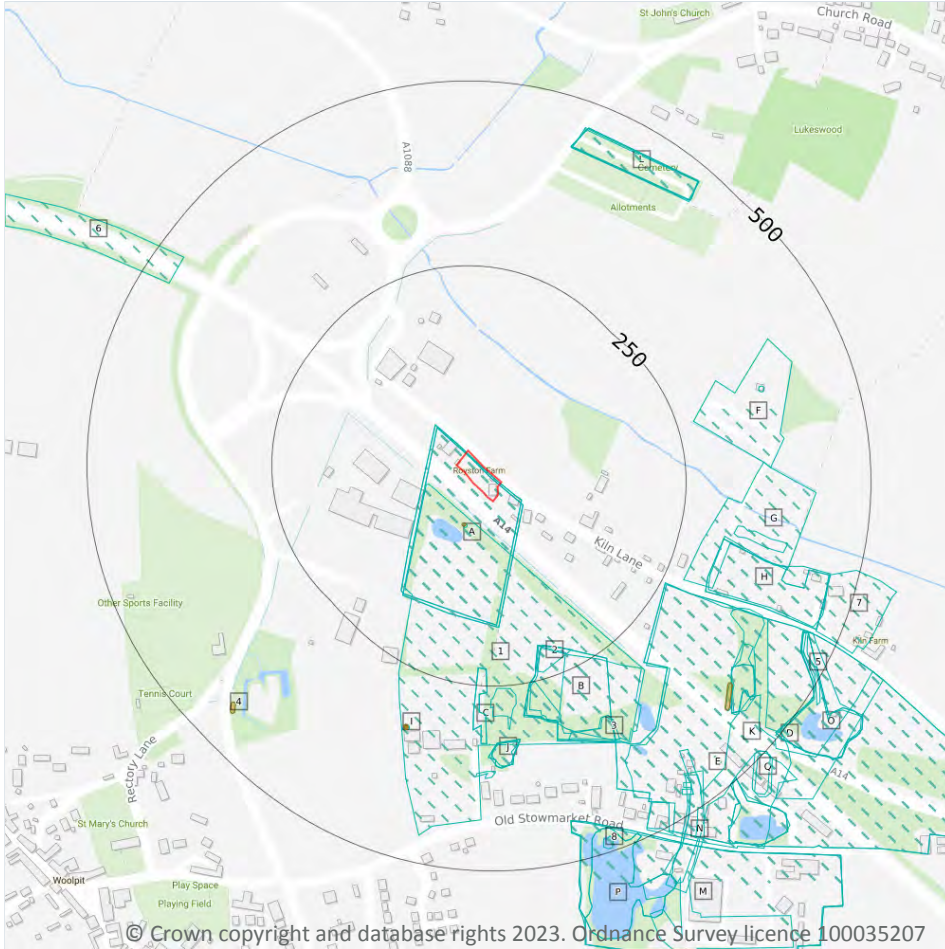 St John's Church
Church Road
Lukeswood
A1088
L
Cemetery
Allotments
500
6
250
F
Royston Farm
A
A14
Kiln Lane
G
H
7
Kiln Farm
Other Sports Facility
1
2
5
B
Tennis Court
4
I
C
3
O
K
D
J
E
Q
A14
Rectory Lane
St Mary's Church
Old Stowmarket Road
N
8
Woolpit
Play Space
Playing Field
P
M
© Crown copyright and database rights 2023. Ordnance Survey licence 100035207